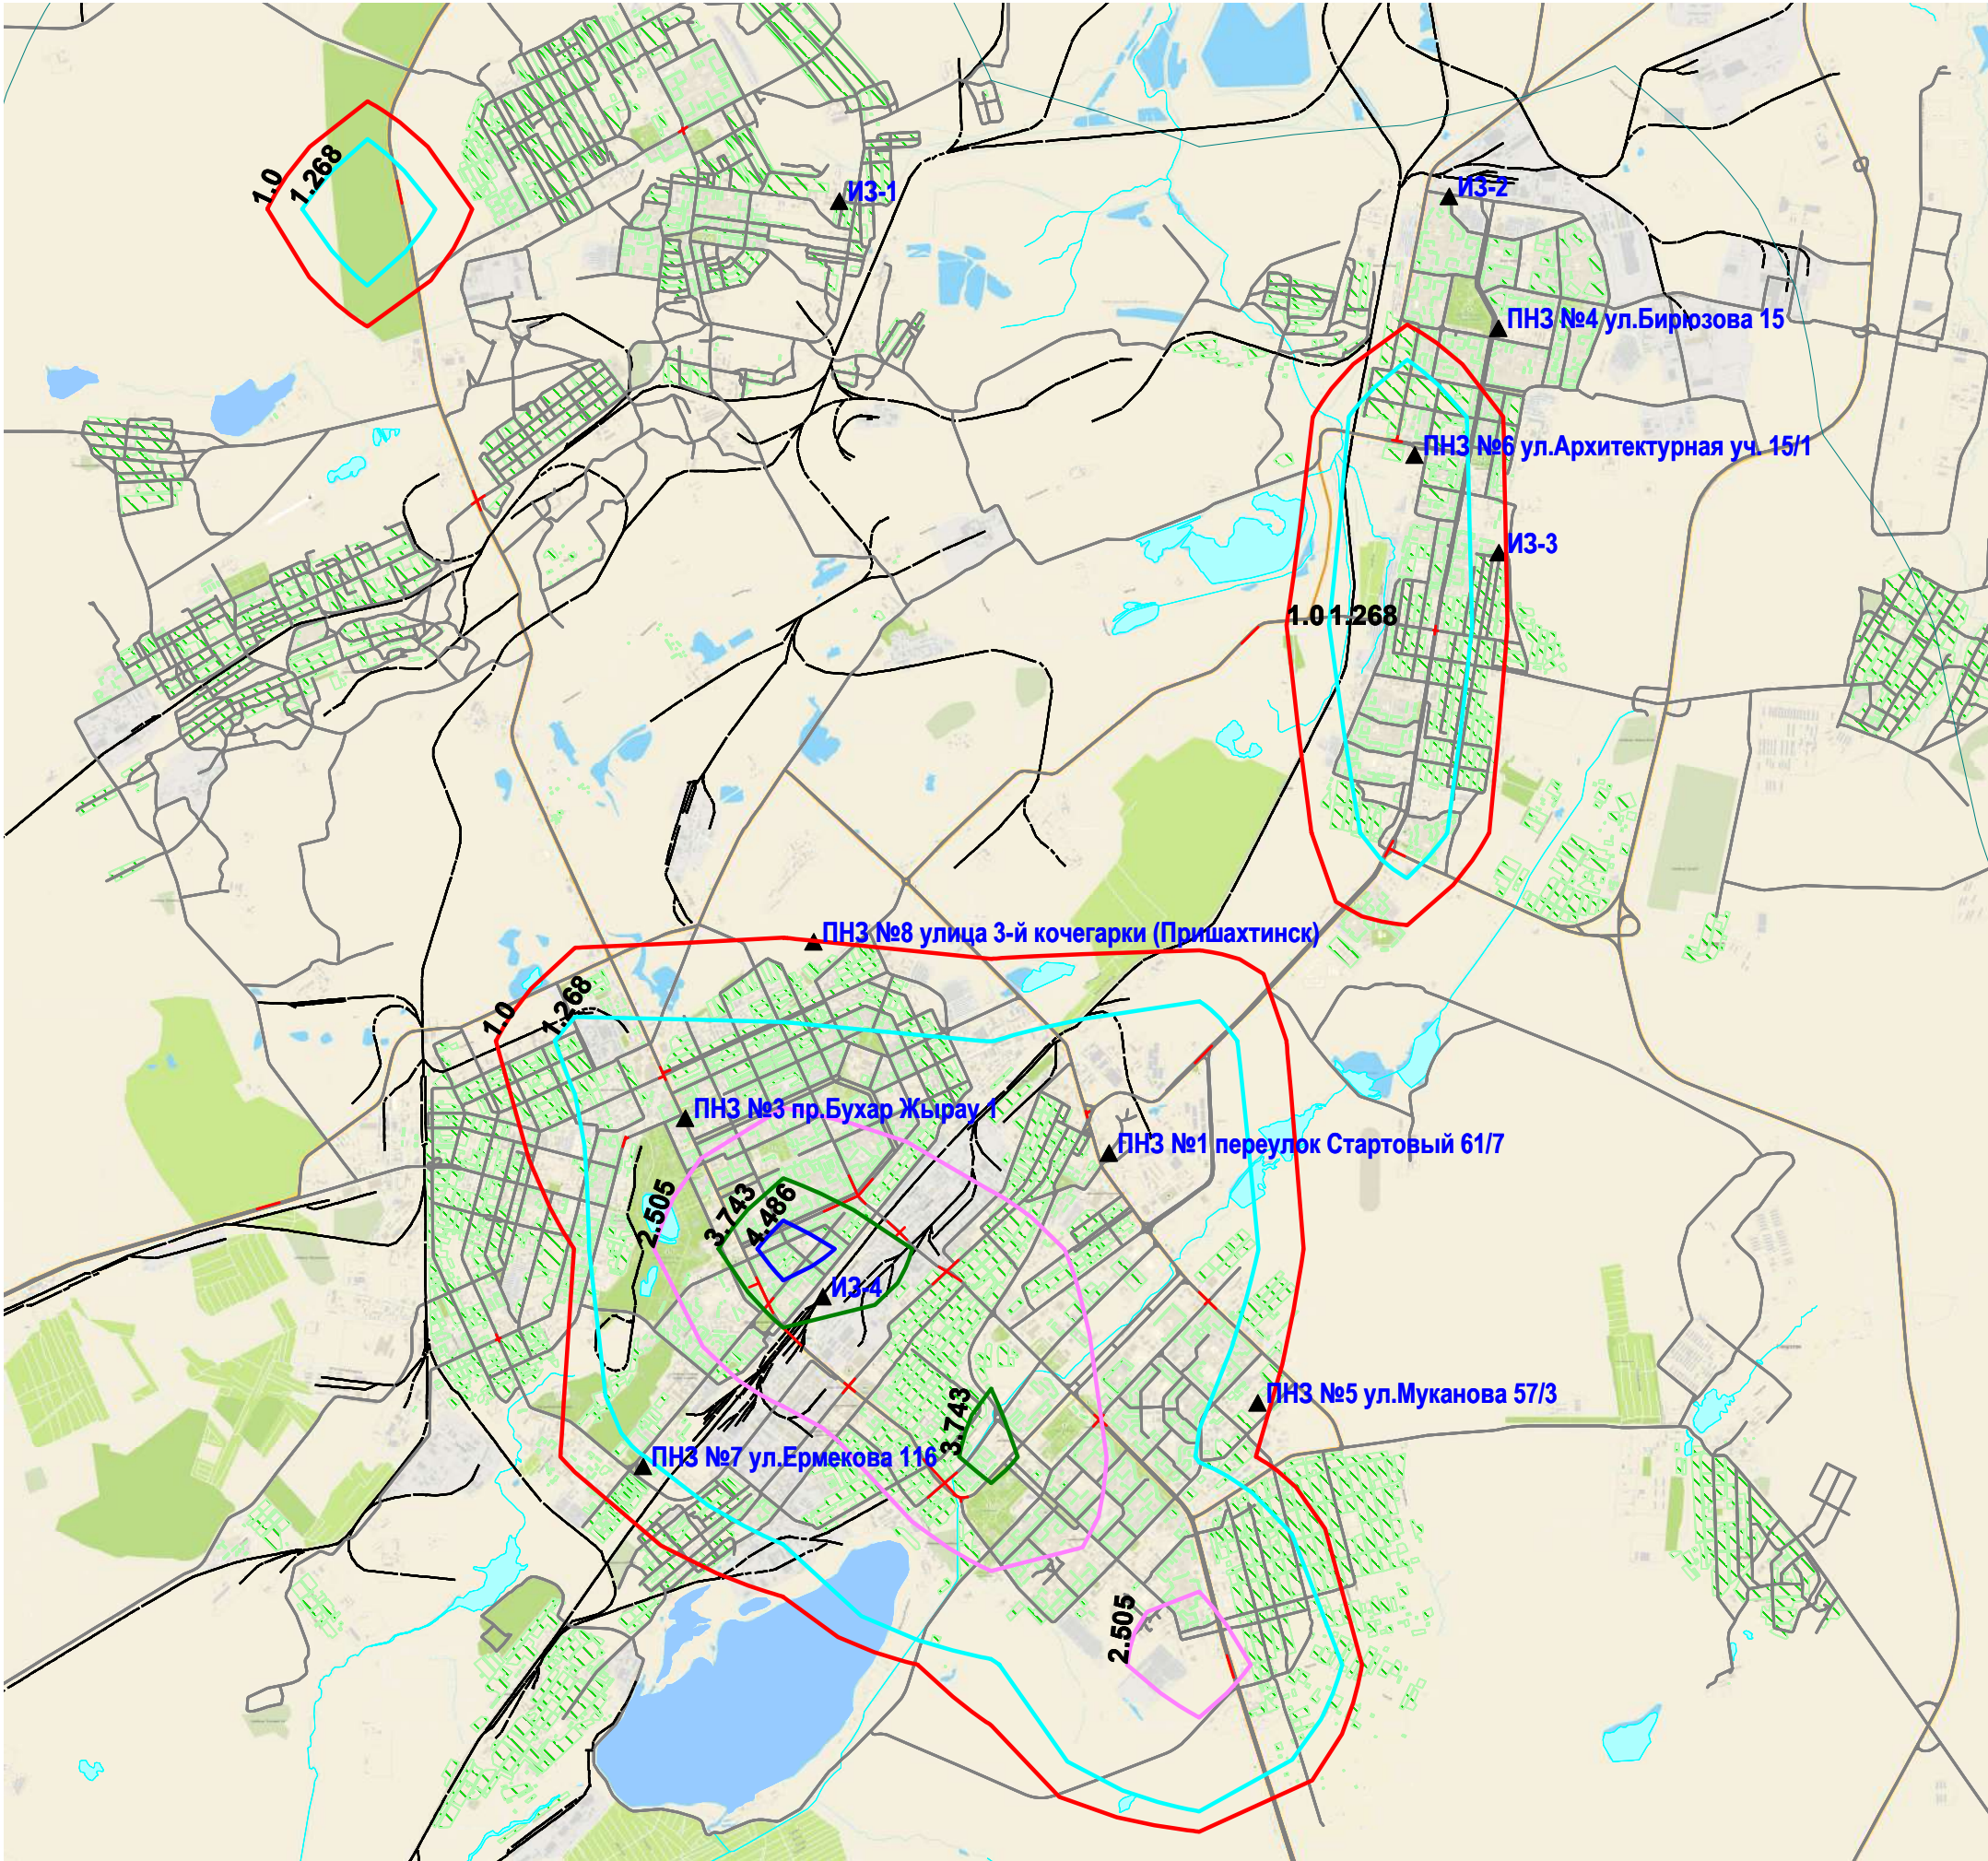 1.0
1.268
ИЗ-1
ИЗ-2
ПНЗ №4 ул.Бирюзова 15
ПНЗ №6 ул.Архитектурная уч. 15/1
ИЗ-3
1.0 1.268
ПНЗ №8 улица 3-й кочегарки (Пришахтинск)
1.0
1.268
ПНЗ №3 пр.Бухар Жырау 1
ПНЗ №1 переулок Стартовый 61/7
2.505
3.743
4.486
ИЗ-4
ПНЗ №5 ул.Муканова 57/3
3.743
ПНЗ №7 ул.Ермекова 116
2.505